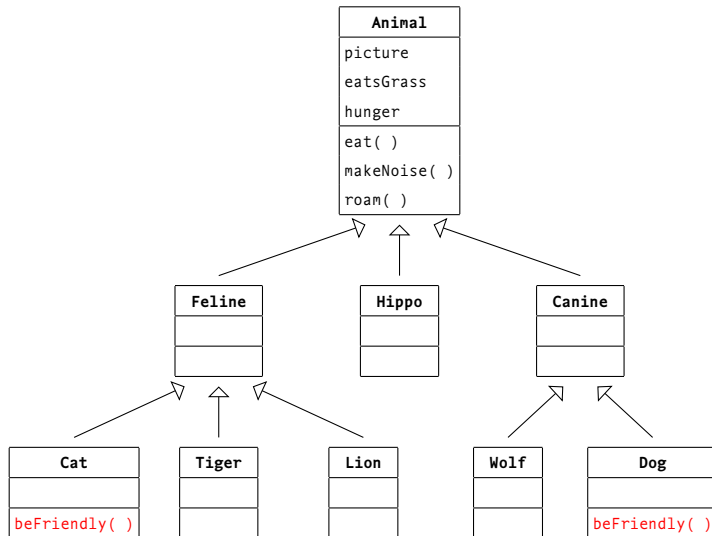 Animal
picture
eatsGrass
hunger
eat( )
makeNoise( )
roam( )
Feline
Hippo
Canine
Cat
Tiger
Lion
Wolf
Dog
beFriendly( )
beFriendly( )